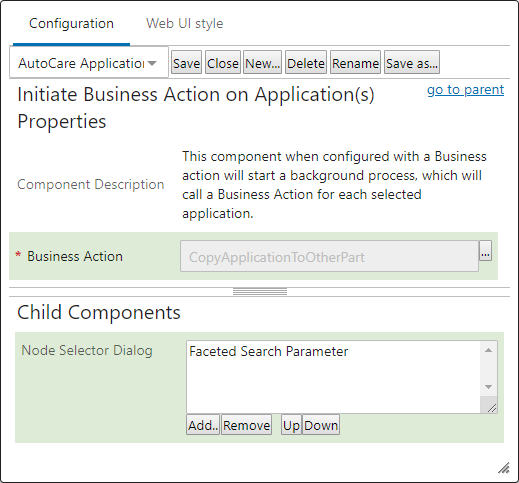 Configuration Web UI style
AutoCare Application Save Close New... Delete Rename Save as...
Initiate Business Action on Application(s) go to parent
Properties
Component Description This component when configured with a Business
action will start a background process, which will
call a Business Action for each selected
application.
* Business Action CopyApplicationToOtherPart ...
Child Components
Node Selector Dialog Faceted Search Parameter
Add.. Remove Up Down